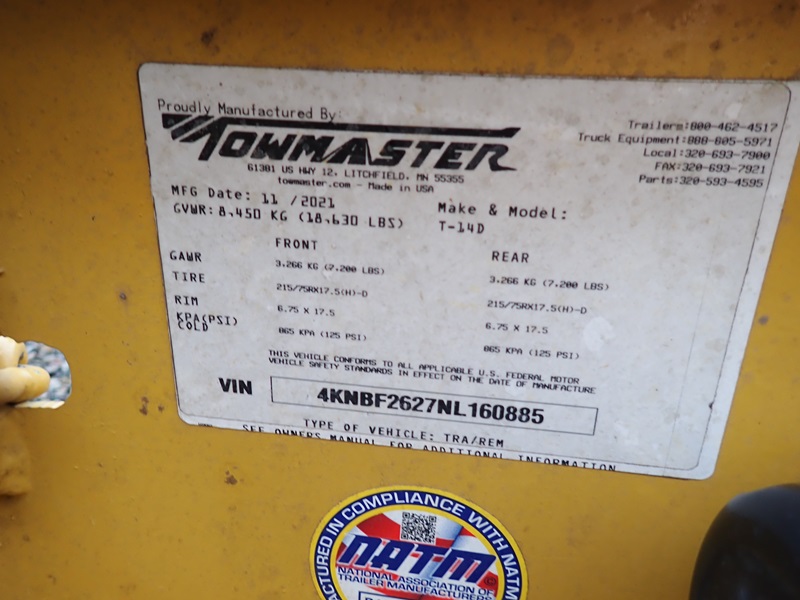 Proudly Manufactured By:
TOWMASTER
61381 US HWY 12, LITCHFIELD, MN 55355
towmaster.com - Made in USA
Trailers:800-462-4517
Truck Equipment:888-805-5971
Local:320-693-7900
FAX:320-693-7921
Parts:320-593-4595
MFG Date: 11 /2021
GVWR: 8,450 KG (18,630 LBS)
Make & Model:
T-14D
FRONT REAR
GAWR 3,266 KG (7,200 LBS) 3,266 KG (7,200 LBS)
TIRE 215/75RX17.5(H)-D 215/75RX17.5(H)-D
RIM 6.75 X 17.5 6.75 X 17.5
KPA(PSI)
COLD 865 KPA (125 PSI) 865 KPA (125 PSI)
THIS VEHICLE CONFORMS TO ALL APPLICABLE U.S. FEDERAL MOTOR
VEHICLE SAFETY STANDARDS IN EFFECT ON THE DATE OF MANUFACTURE
VIN 4KNBF2627NL160885
TYPE OF VEHICLE: TRA/REM
SEE OWNERS MANUAL FOR ADDITIONAL INFORMATION
MANUFACTURED IN COMPLIANCE WITH NATM
NATM
NATIONAL ASSOCIATION OF
TRAILER MANUFACTURERS